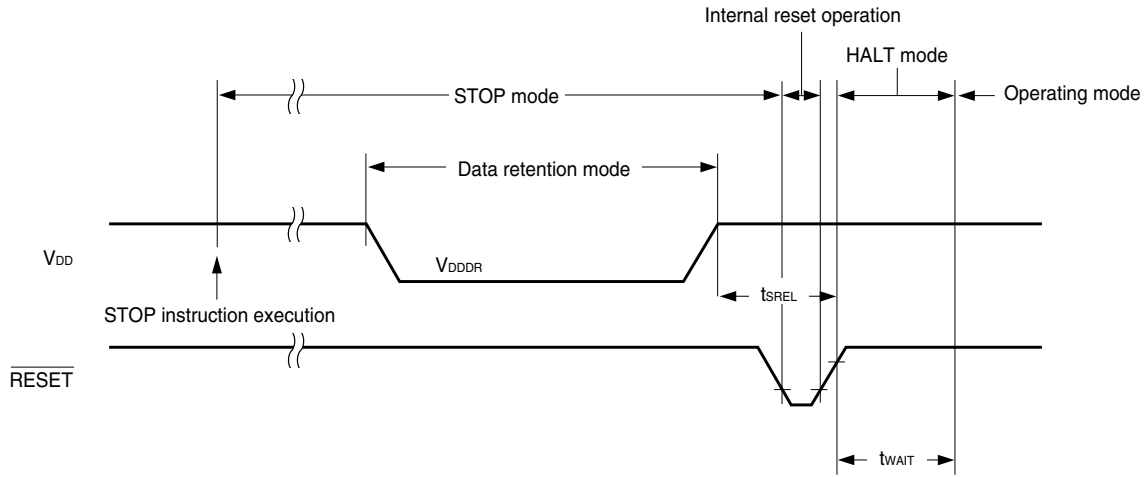 Internal reset operation
HALT mode
STOP mode
Operating mode
Data retention mode
VDD
VDDDR
STOP instruction execution
tSREL
RESET
tWAIT